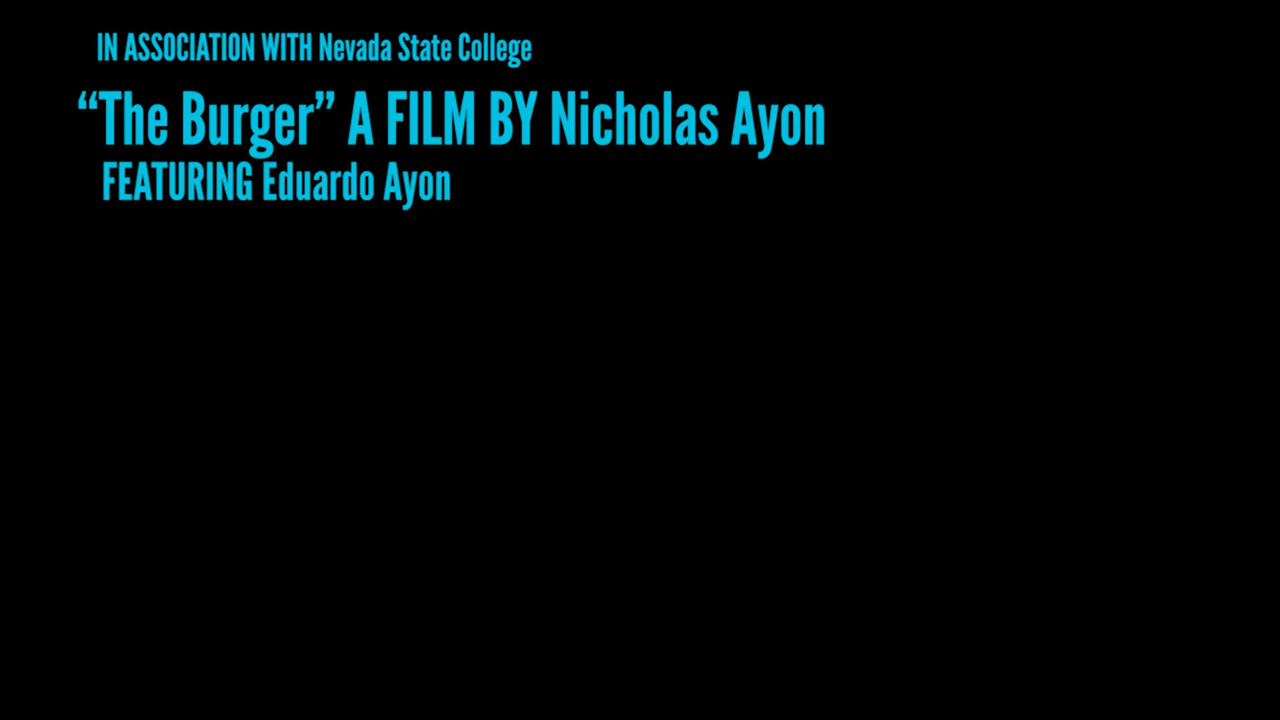 IN ASSOCIATION WITH Nevada State College
“The Burger” A FILM BY Nicholas Ayon
FEATURING Eduardo Ayon